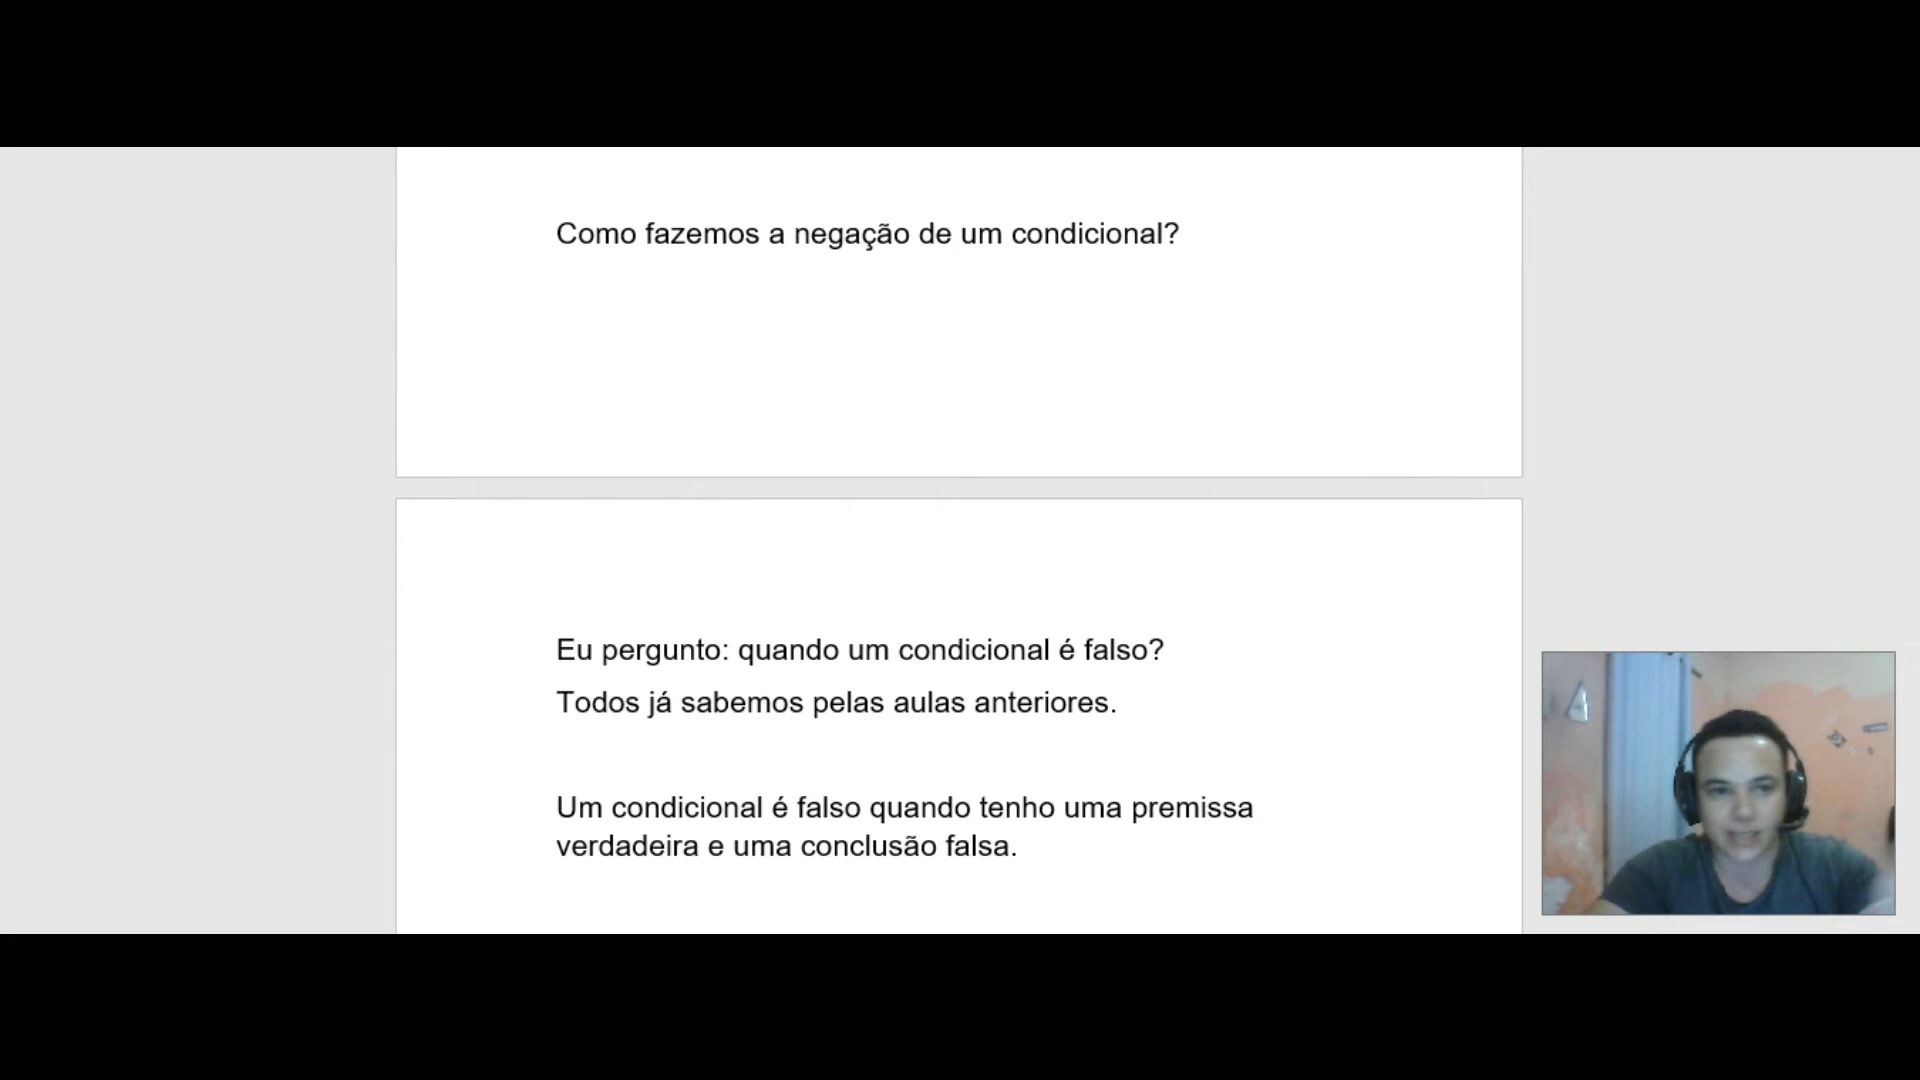 Como fazemos a negação de um condicional?
Eu pergunto: quando um condicional é falso?
Todos já sabemos pelas aulas anteriores.
Um condicional é falso quando tenho uma premissa
verdadeira e uma conclusão falsa.